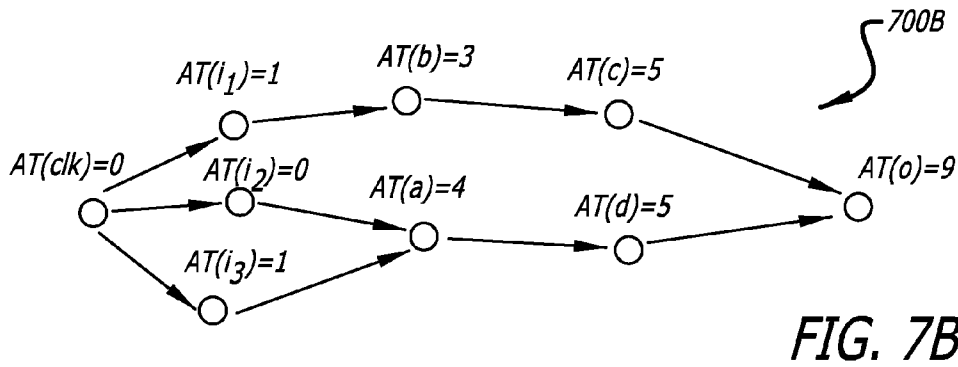 700B
AT(i1)=1
AT(b)=3
AT(c)=5
AT(clk)=0
AT(i2)=0
AT(a)=4
AT(d)=5
AT(o)=9
AT(i3)=1
FIG. 7B